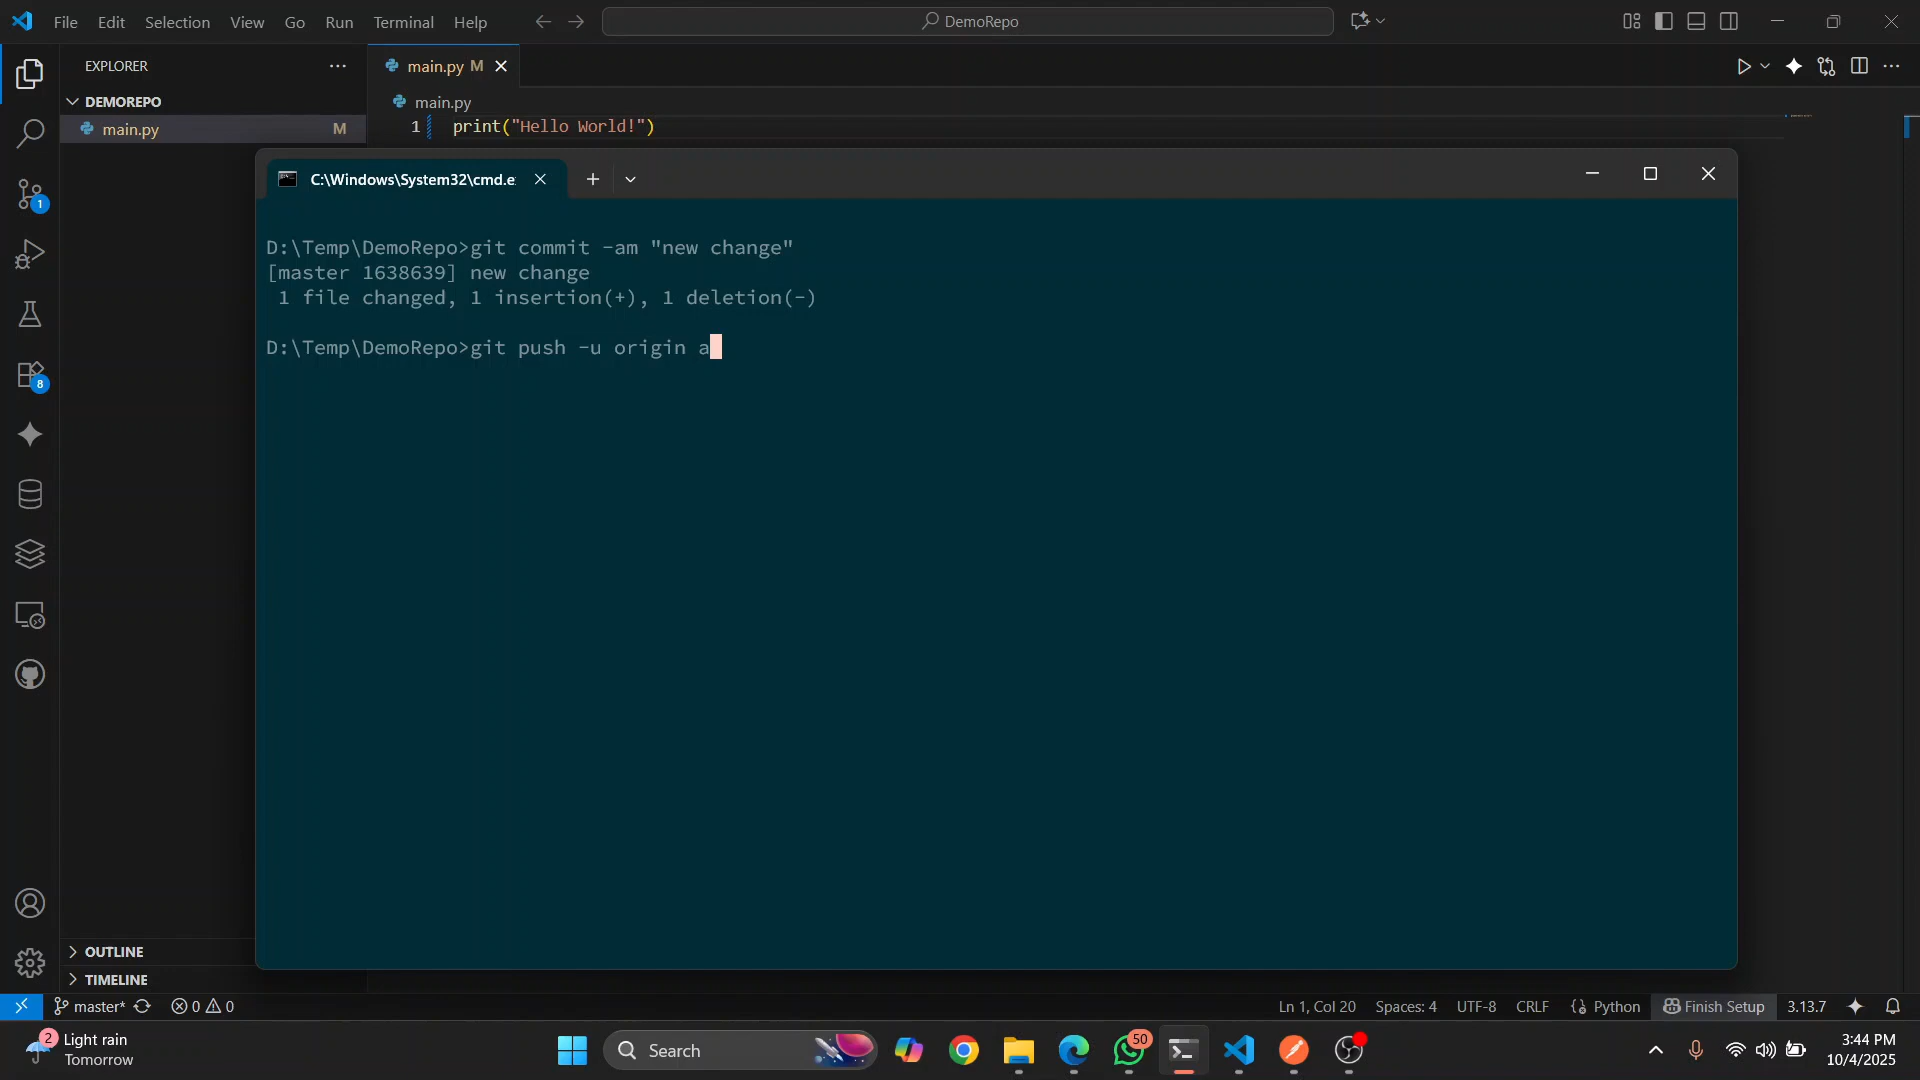 File Edit Selection View Go Run Terminal Help
DemoRepo
EXPLORER
DEMOREPO
main.py M
main.py M
main.py
1 print("Hello World!")
C:\Windows\System32\cmd.e
D:\Temp\DemoRepo>git commit -am "new change"
[master 1638639] new change
1 file changed, 1 insertion(+), 1 deletion(-)
D:\Temp\DemoRepo>git push -u origin a
1
8
OUTLINE
TIMELINE
master* 0 0
Ln 1, Col 20 Spaces: 4 UTF-8 CRLF Python Finish Setup 3.13.7
2
Light rain
Tomorrow
Search
50
3:44 PM
10/4/2025